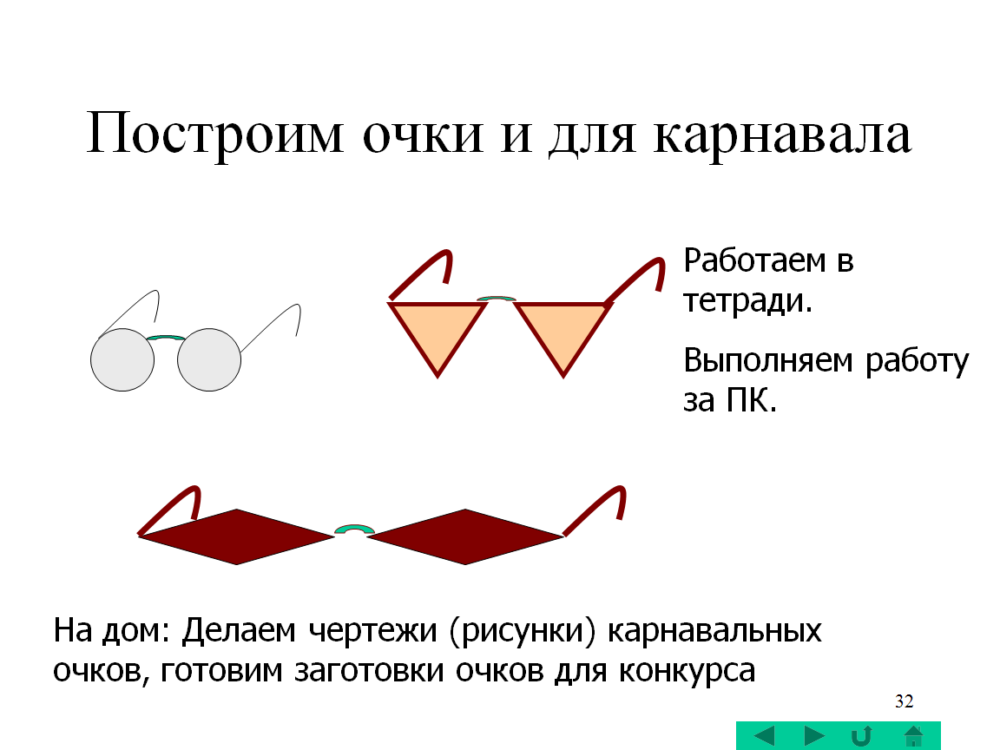 Построим очки и для карнавала
Работаем в
тетради.
Выполняем работу
за ПК.
На дом: Делаем чертежи (рисунки) карнавальных
очков, готовим заготовки очков для конкурса
32